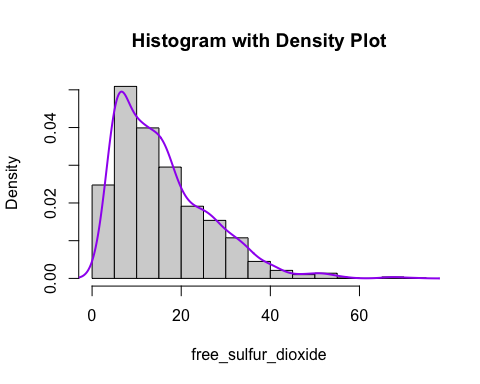 Histogram with Density Plot
Density
0.04
0.02
0.00
0 20 40 60
free_sulfur_dioxide